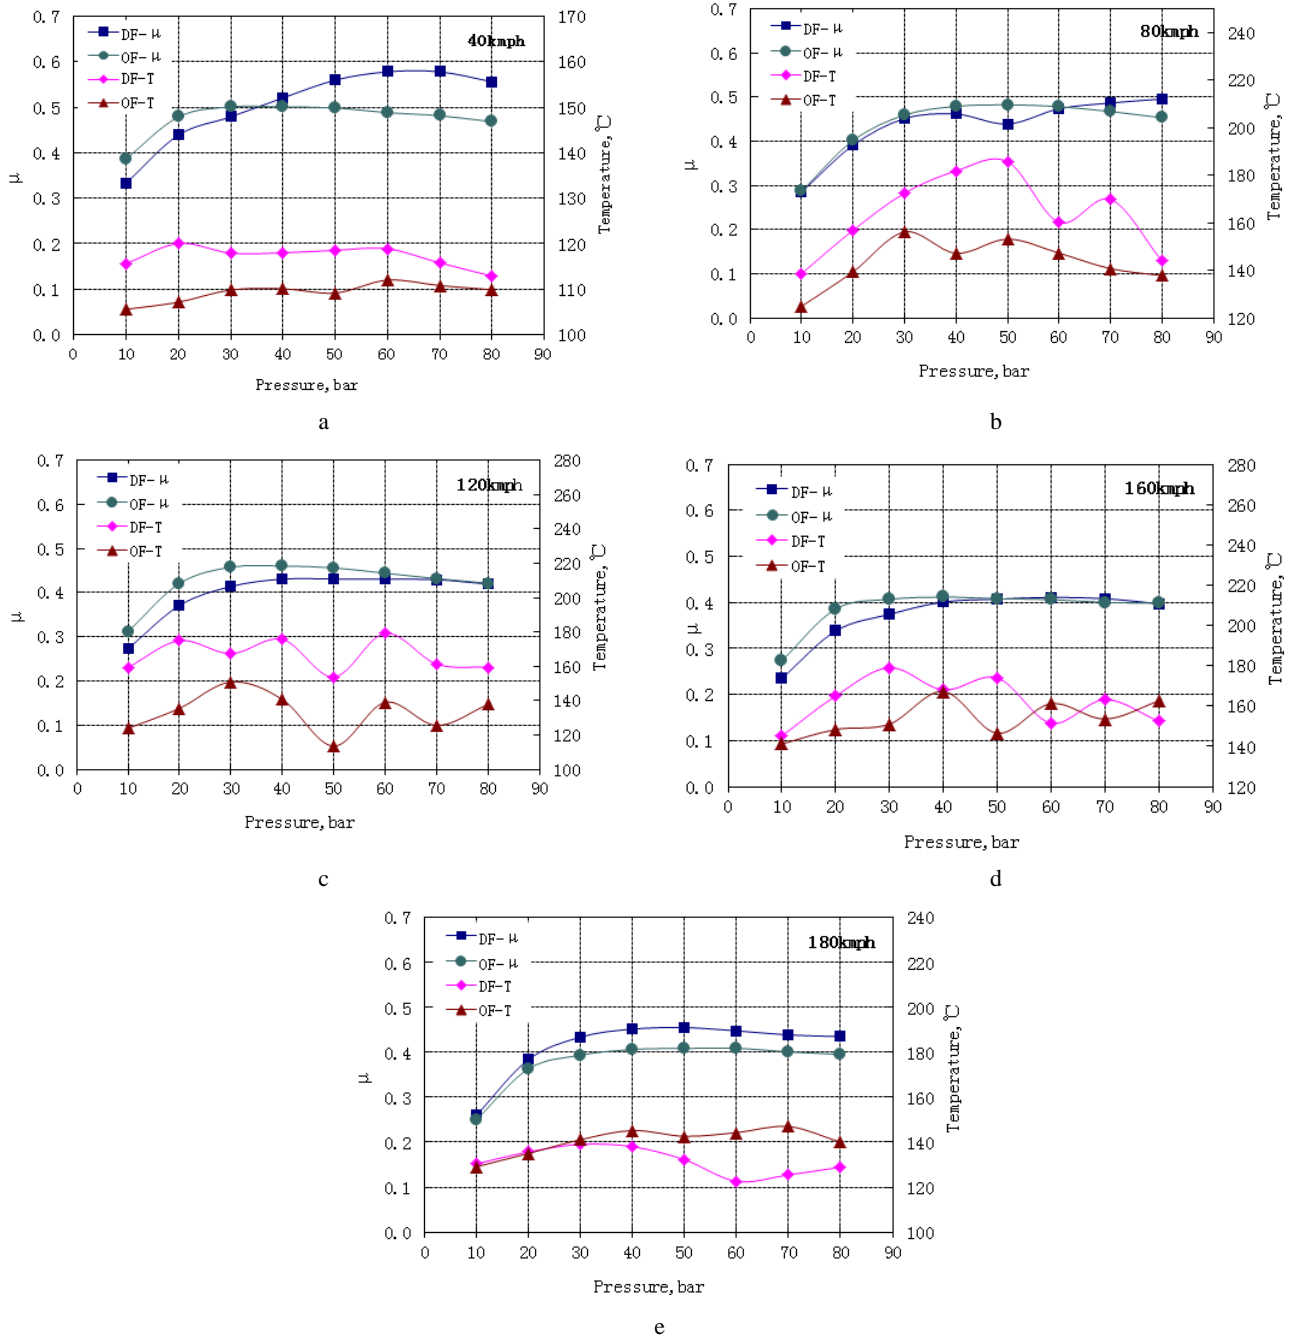 40kmph
DF-μ
OF-μ
DF-T
OF-T
0.7
0.6
0.5
0.4
0.3
0.2
0.1
0.0
170
160
150
140
130
120
110
100
0 10 20 30 40 50 60 70 80 90
μ
Temperature, ℃
Pressure, bar
a
80kmph
DF-μ
OF-μ
DF-T
OF-T
0.7
0.6
0.5
0.4
0.3
0.2
0.1
0.0
240
220
200
180
160
140
120
0 10 20 30 40 50 60 70 80 90
μ
Temperature, ℃
Pressure, bar
b
120kmph
DF-μ
OF-μ
DF-T
OF-T
0.7
0.6
0.5
0.4
0.3
0.2
0.1
0.0
280
260
240
220
200
180
160
140
120
100
0 10 20 30 40 50 60 70 80 90
μ
Temperature, ℃
Pressure, bar
c
160kmph
DF-μ
OF-μ
DF-T
OF-T
0.7
0.6
0.5
0.4
0.3
0.2
0.1
0.0
280
260
240
220
200
180
160
140
120
0 10 20 30 40 50 60 70 80 90
μ
Temperature, ℃
Pressure, bar
d
180kmph
DF-μ
OF-μ
DF-T
OF-T
0.7
0.6
0.5
0.4
0.3
0.2
0.1
0.0
240
220
200
180
160
140
120
100
0 10 20 30 40 50 60 70 80 90
μ
Temperature, ℃
Pressure, bar
e